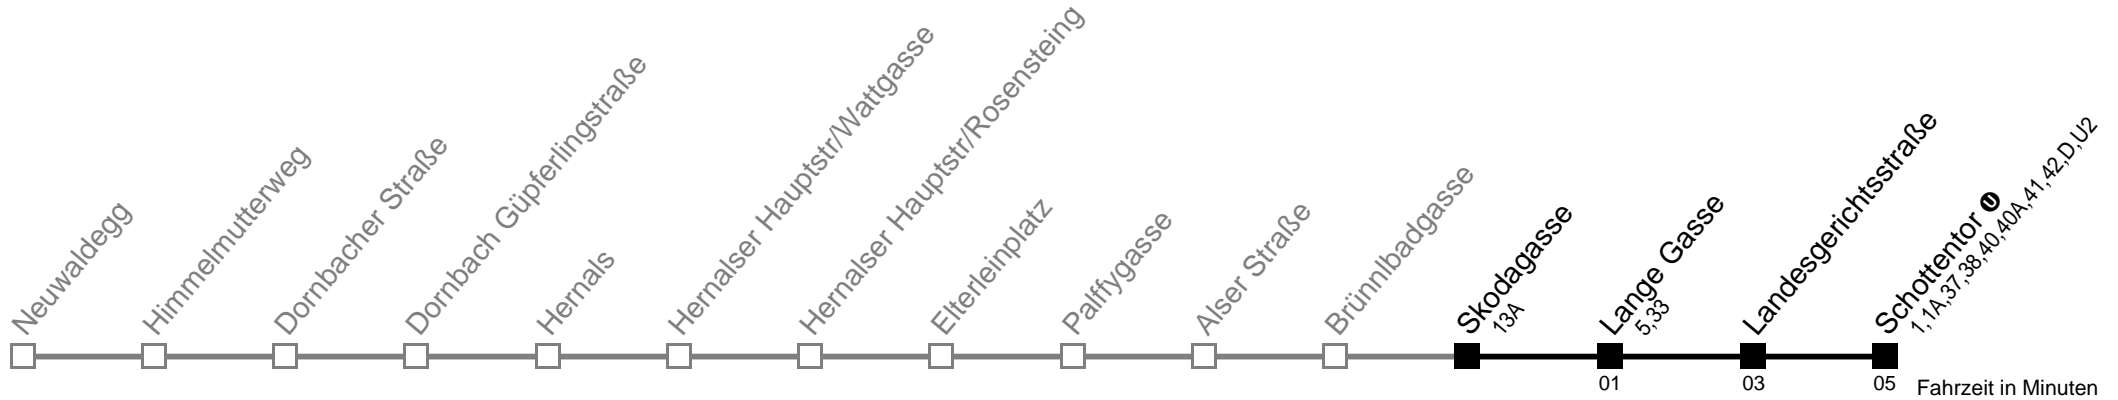 Neuwaldegg
Himmelmutterweg
Dornbacher Straße
Dornbach Güpferlingstraße
Hernals
Hernalser Hauptstr/Wattgasse
Hernalser Hauptstr/Rosensteing
Elterleinplatz
Palffygasse
Alser Straße
Brünnlbadgasse
Skodagasse
13A
Lange Gasse
5,33
Landesgerichtsstraße
Schottentor U
1,1A,37,38,40,40A,41,42,D,U2
01
03
05
Fahrzeit in Minuten